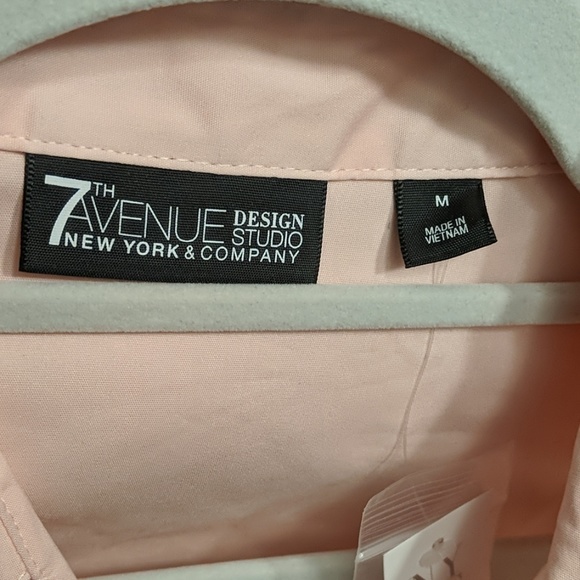 7TH AVENUE DESIGN STUDIO
NEW YORK & COMPANY
M
MADE IN
VIETNAM